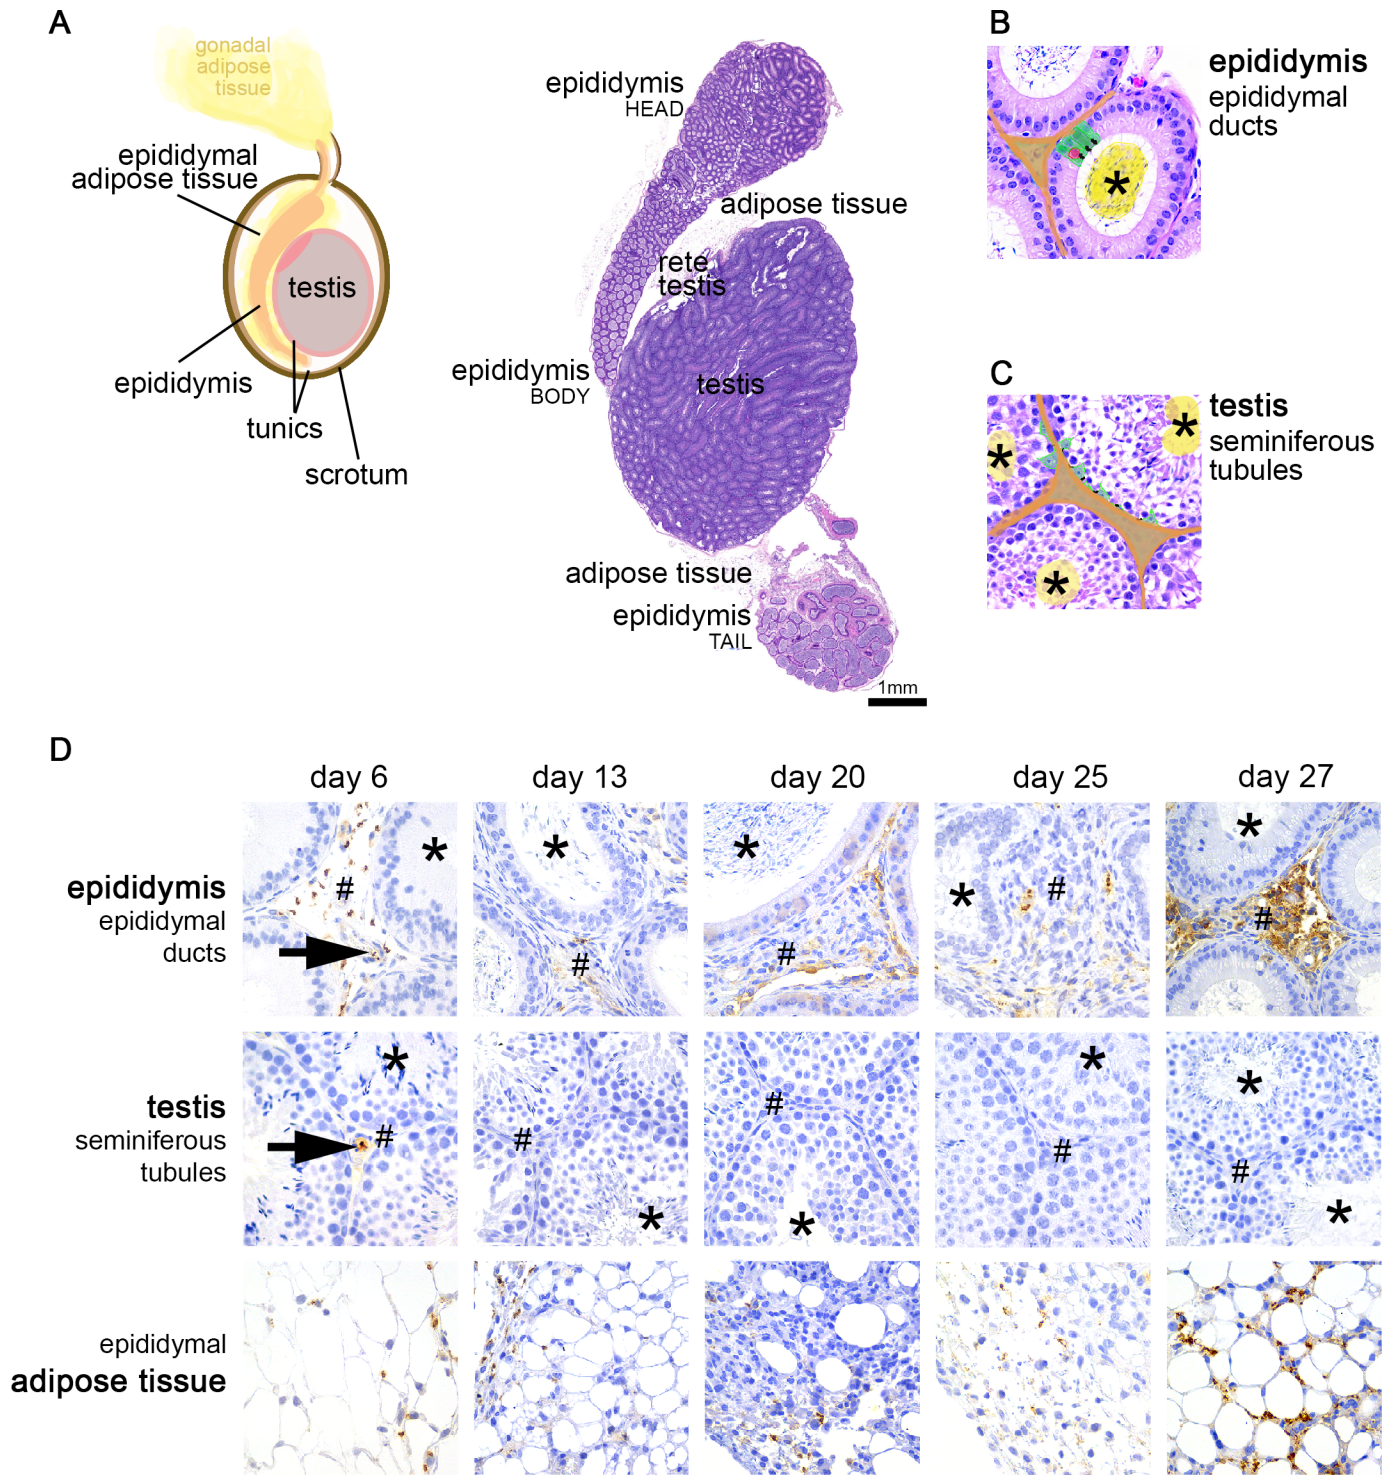 A
gonadal
adipose
tissue
epididymal
adipose tissue
testis
epididymis
tunics
scrotum
epididymis
HEAD
adipose tissue
rete
testis
epididymis
BODY
testis
adipose tissue
epididymis
TAIL
1mm
B
*
epididymis
epididymal
ducts
C
*
*
*
testis
seminiferous
tubules
D
day 6
day 13
day 20
day 25
day 27
epididymis
epididymal
ducts
*
#
*
#
*
#
*
#
*
#
testis
seminiferous
tubules
*
#
#
*
#
*
*
#
*
#
*
epididymal
adipose tissue